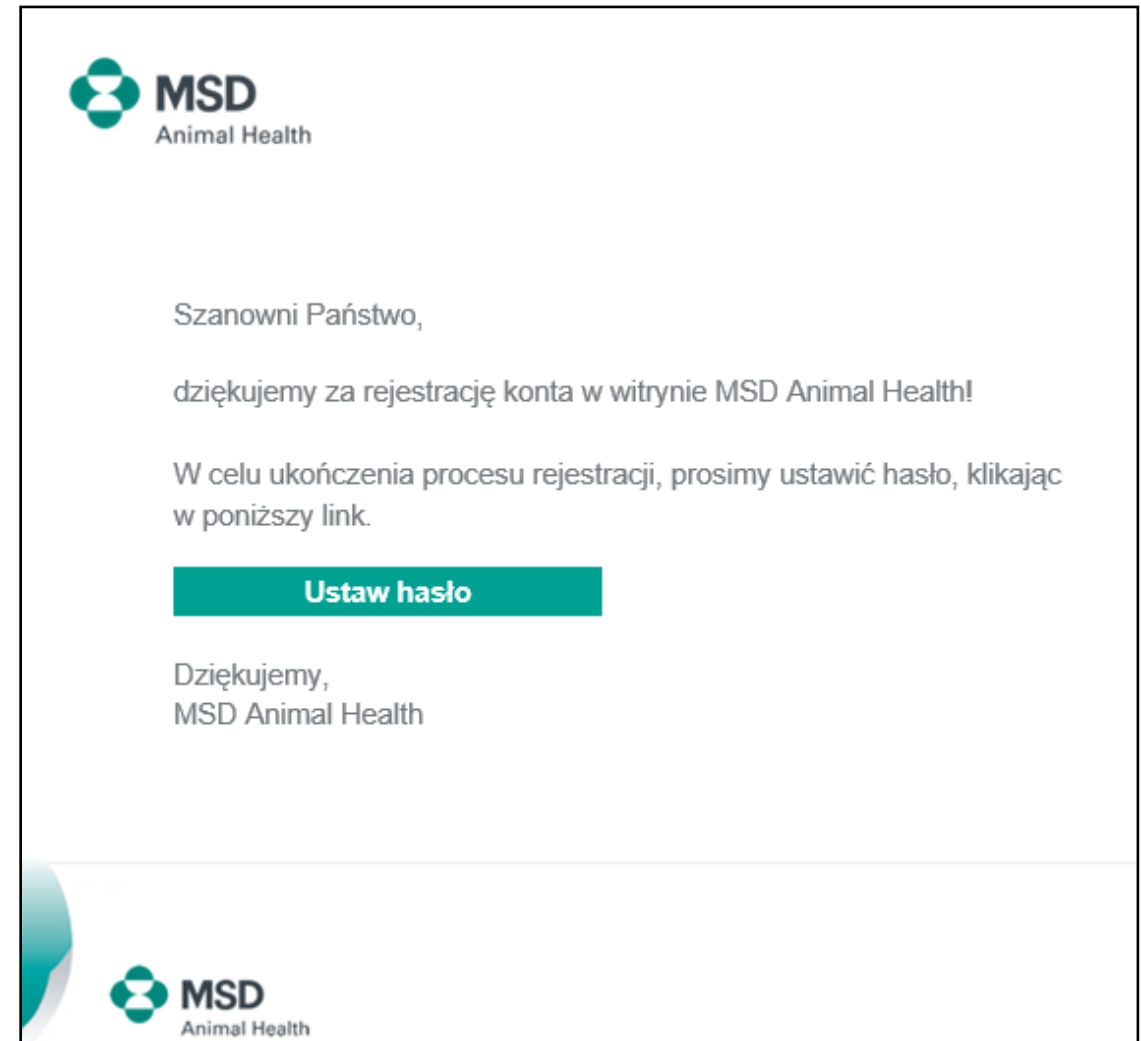 MSD
Animal Health
Szanowni Państwo,
dziękujemy za rejestrację konta w witrynie MSD Animal Health!
W celu ukończenia procesu rejestracji, prosimy ustawić hasło, klikając
w poniższy link.
Ustaw hasło
Dziękujemy,
MSD Animal Health
MSD
Animal Health